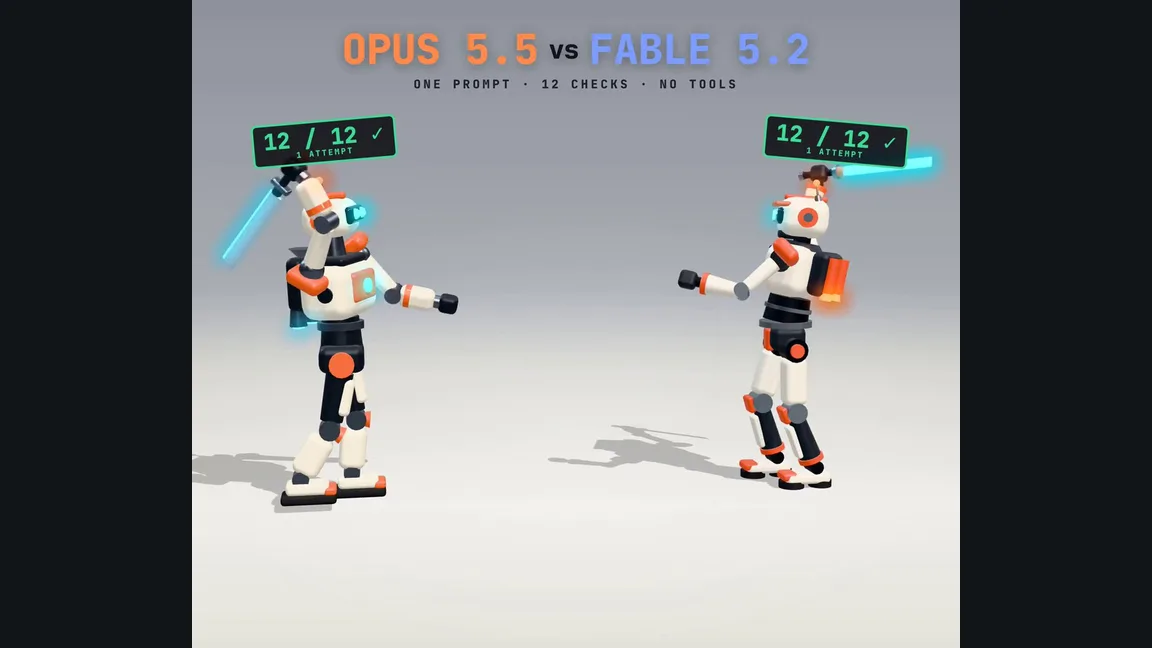 OPUS 5.5 vs FABLE 5.2
ONE PROMPT · 12 CHECKS · NO TOOLS
12 / 12 ✓
1 ATTEMPT
12 / 12 ✓
1 ATTEMPT